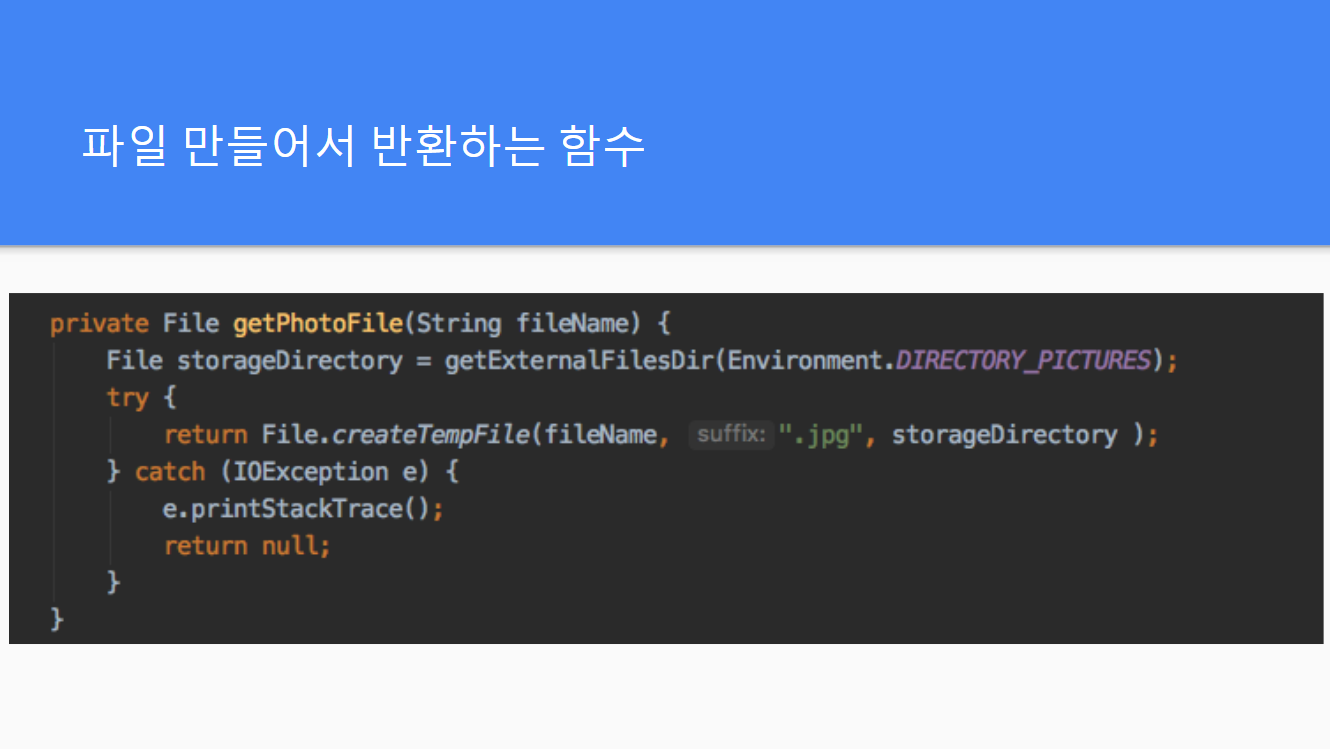 파일 만들어서 반환하는 함수
private File getPhotoFile(String fileName) {
File storageDirectory = getExternalFilesDir(Environment.DIRECTORY_PICTURES);
try {
return File.createTempFile(fileName, suffix: ".jpg", storageDirectory );
} catch (IOException e) {
e.printStackTrace();
return null;
}
}